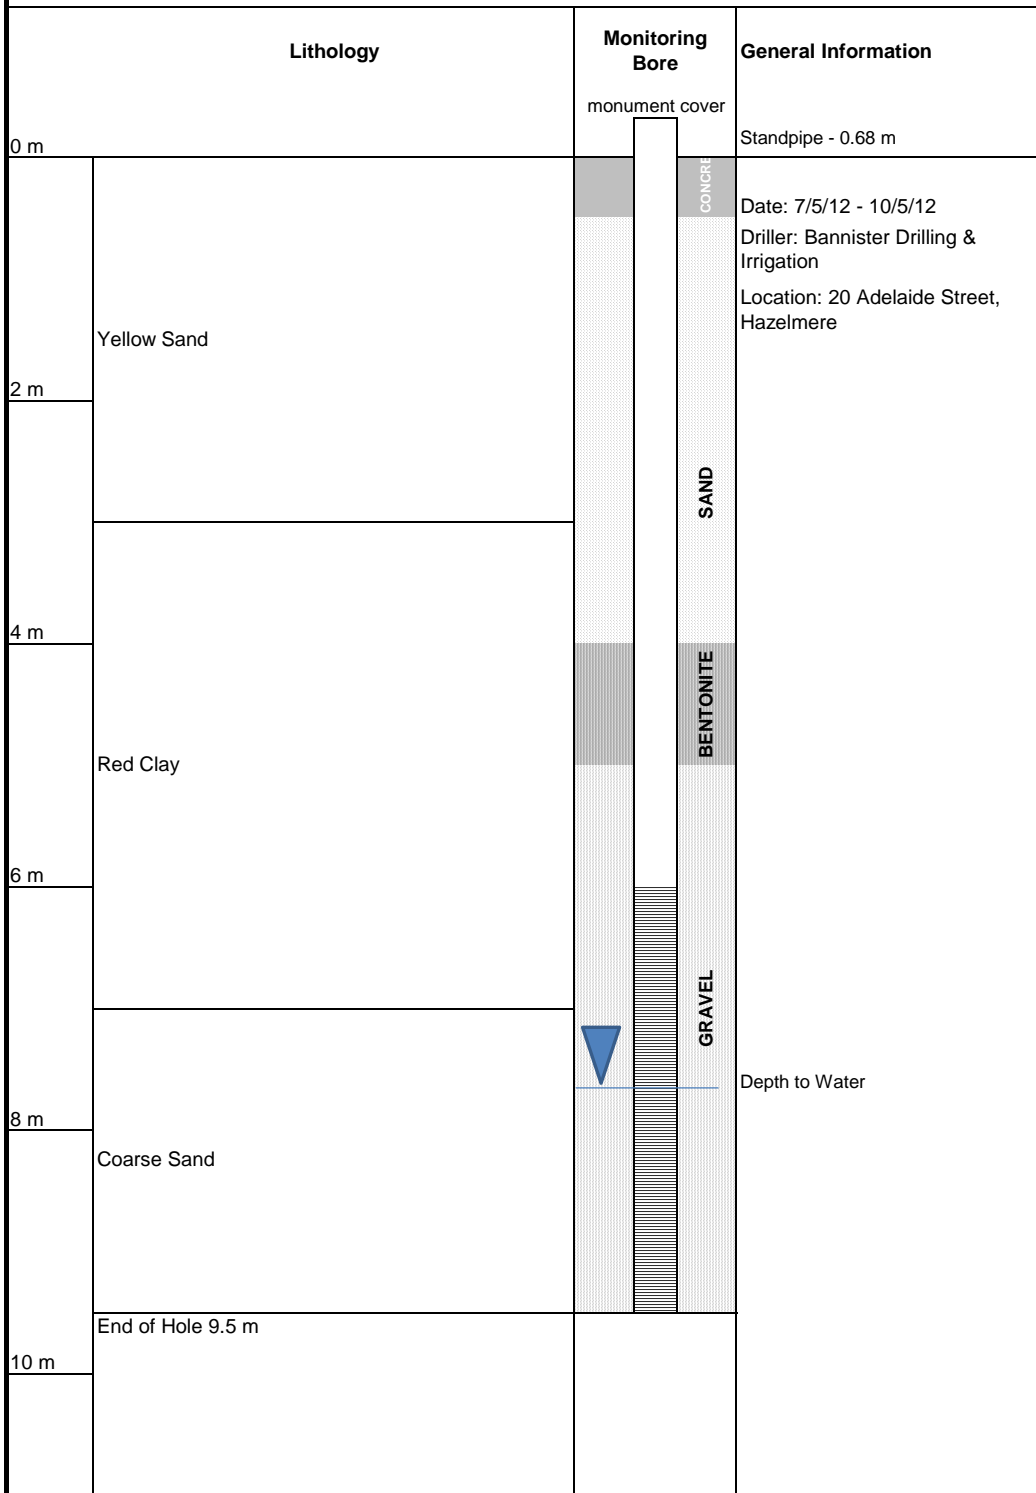 Lithology
Monitoring
Bore
General Information
monument cover
Standpipe - 0.68 m
0 m
CONCRE
Date: 7/5/12 - 10/5/12
Driller: Bannister Drilling &
Irrigation
Location: 20 Adelaide Street,
Hazelmere
Yellow Sand
2 m
SAND
4 m
BENTONITE
Red Clay
6 m
GRAVEL
Depth to Water
8 m
Coarse Sand
End of Hole 9.5 m
10 m